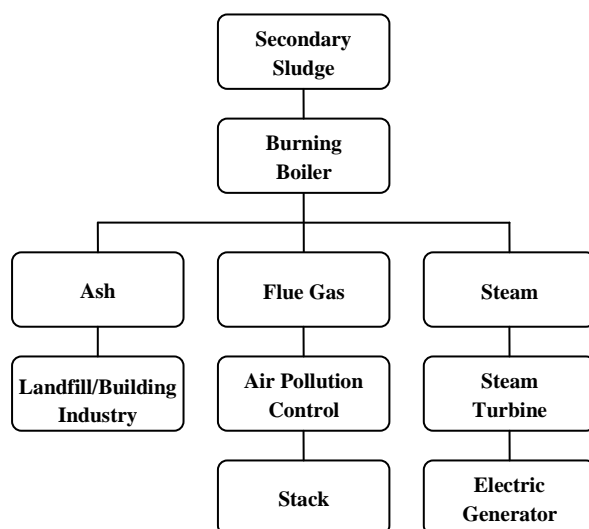 Secondary
Sludge
Burning
Boiler
Ash
Flue Gas
Steam
Landfill/Building
Industry
Air Pollution
Control
Steam
Turbine
Stack
Electric
Generator